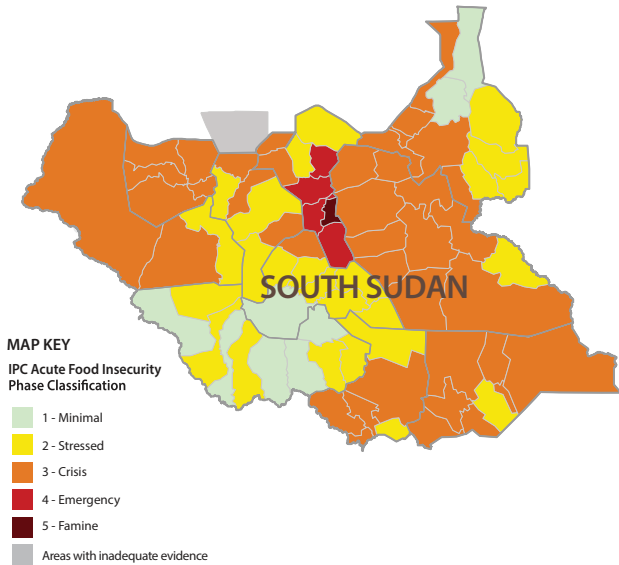 SOUTH SUDAN
MAP KEY
IPC Acute Food Insecurity
Phase Classification
1 - Minimal
2 - Stressed
3 - Crisis
4 - Emergency
5 - Famine
Areas with inadequate evidence